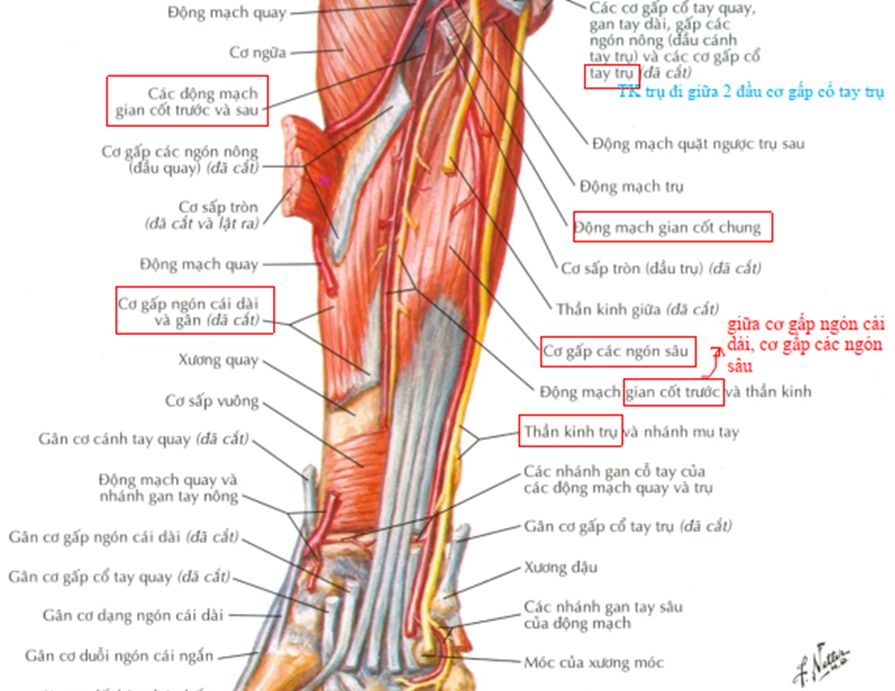 Động mạch quay
Cơ ngửa
Các động mạch
gian cốt trước và sau
Cơ gấp các ngón nông
(đầu quay) (đã cắt)
Cơ sấp tròn
(đã cắt và lật ra)
Động mạch quay
Cơ gấp ngón cái dài
và gân (đã cắt)
Xương quay
Cơ sấp vuông
Gân cơ cánh tay quay (đã cắt)
Động mạch quay và
nhánh gan tay nông
Gân cơ gấp ngón cái dài (đã cắt)
Gân cơ gấp cổ tay quay (đã cắt)
Gân cơ dạng ngón cái dài
Gân cơ duỗi ngón cái ngắn
Các cơ gấp cổ tay quay,
gan tay dài, gấp các
ngón nông (đầu cánh
tay trụ) và các cơ gấp cổ
tay trụ (đã cắt)
TK trụ đi giữa 2 đầu cơ gấp cổ tay trụ
Động mạch quặt ngược trụ sau
Động mạch trụ
Động mạch gian cốt chung
Cơ sấp tròn (đầu trụ) (đã cắt)
Thần kinh giữa (đã cắt)
giữa cơ gấp ngón cái
dài, cơ gấp các ngón
sâu
Cơ gấp các ngón sâu
Động mạch gian cốt trước và thần kinh
Thần kinh trụ và nhánh mu tay
Các nhánh gan cổ tay của
các động mạch quay và trụ
Gân cơ gấp cổ tay trụ (đã cắt)
Xương đậu
Các nhánh gan tay sâu
của động mạch
Móc của xương móc
F. Netter